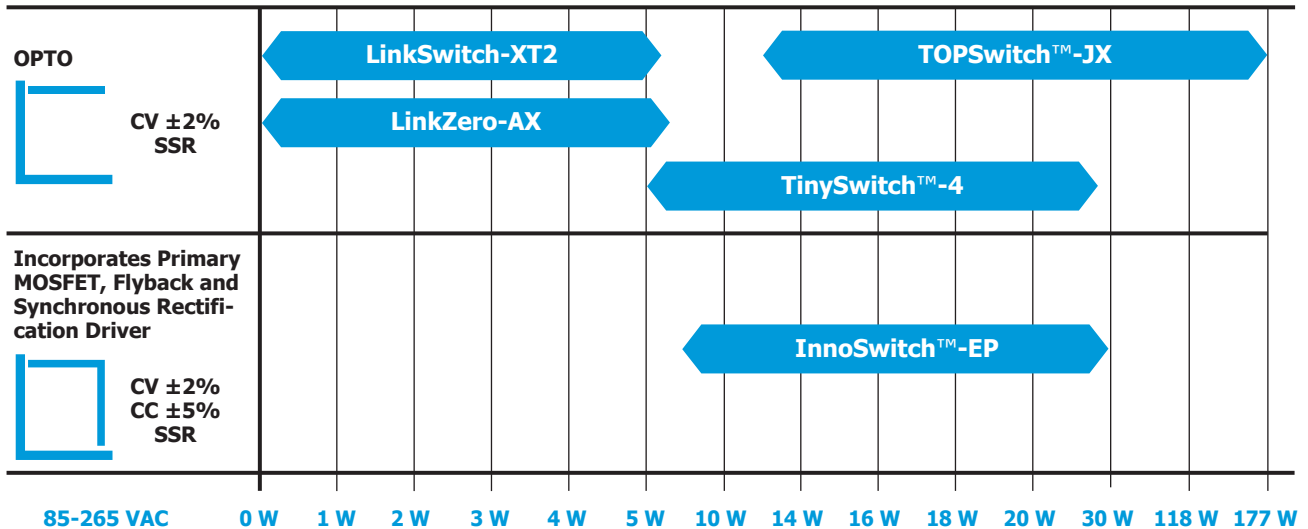 OPTO
CV ±2%
SSR
LinkSwitch-XT2
TOPSwitch™-JX
LinkZero-AX
TinySwitch™-4
Incorporates Primary
MOSFET, Flyback and
Synchronous Rectifi-
cation Driver
CV ±2%
CC ±5%
SSR
InnoSwitch™-EP
85-265 VAC 0 W 1 W 2 W 3 W 4 W 5 W 10 W 14 W 16 W 18 W 20 W 30 W 118 W 177 W